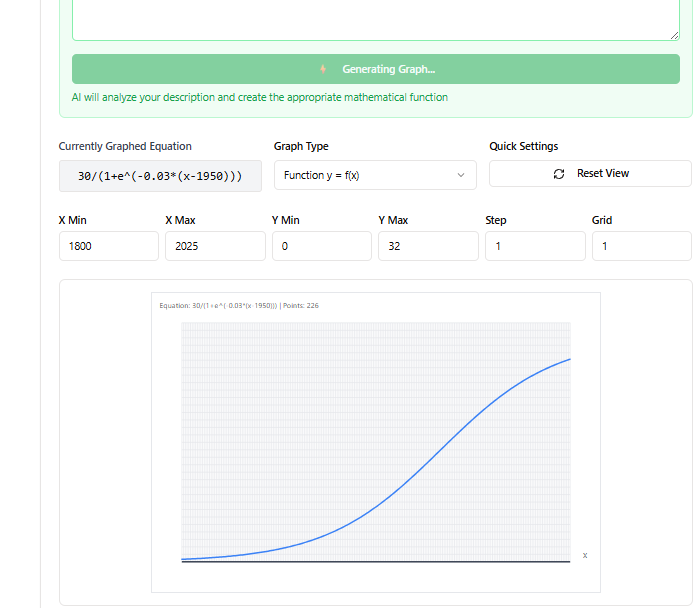 Generating Graph...
AI will analyze your description and create the appropriate mathematical function
Currently Graphed Equation
Graph Type
Quick Settings
30/(1+e^(-0.03*(x-1950)))
Function y = f(x)
Reset View
X Min
X Max
Y Min
Y Max
Step
Grid
1800
2025
0
32
1
1
Equation: 30/(1+e^(-0.03*(x-1950))) | Points: 226
X